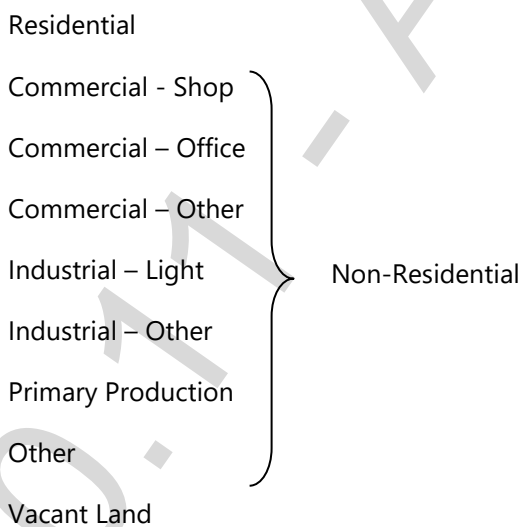 Residential
Commercial - Shop
Commercial – Office
Commercial – Other
Industrial – Light
Non-Residential
Industrial – Other
Primary Production
Other
Vacant Land